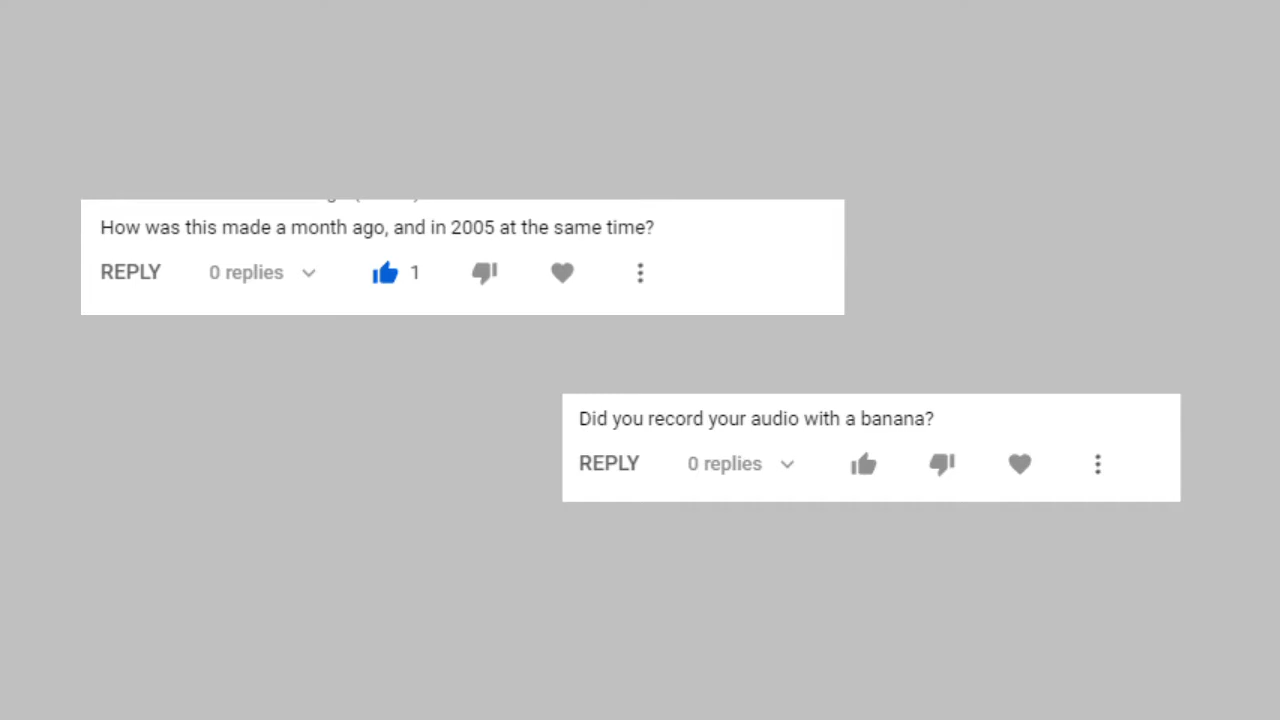 How was this made a month ago, and in 2005 at the same time?
REPLY 0 replies 1
Did you record your audio with a banana?
REPLY 0 replies